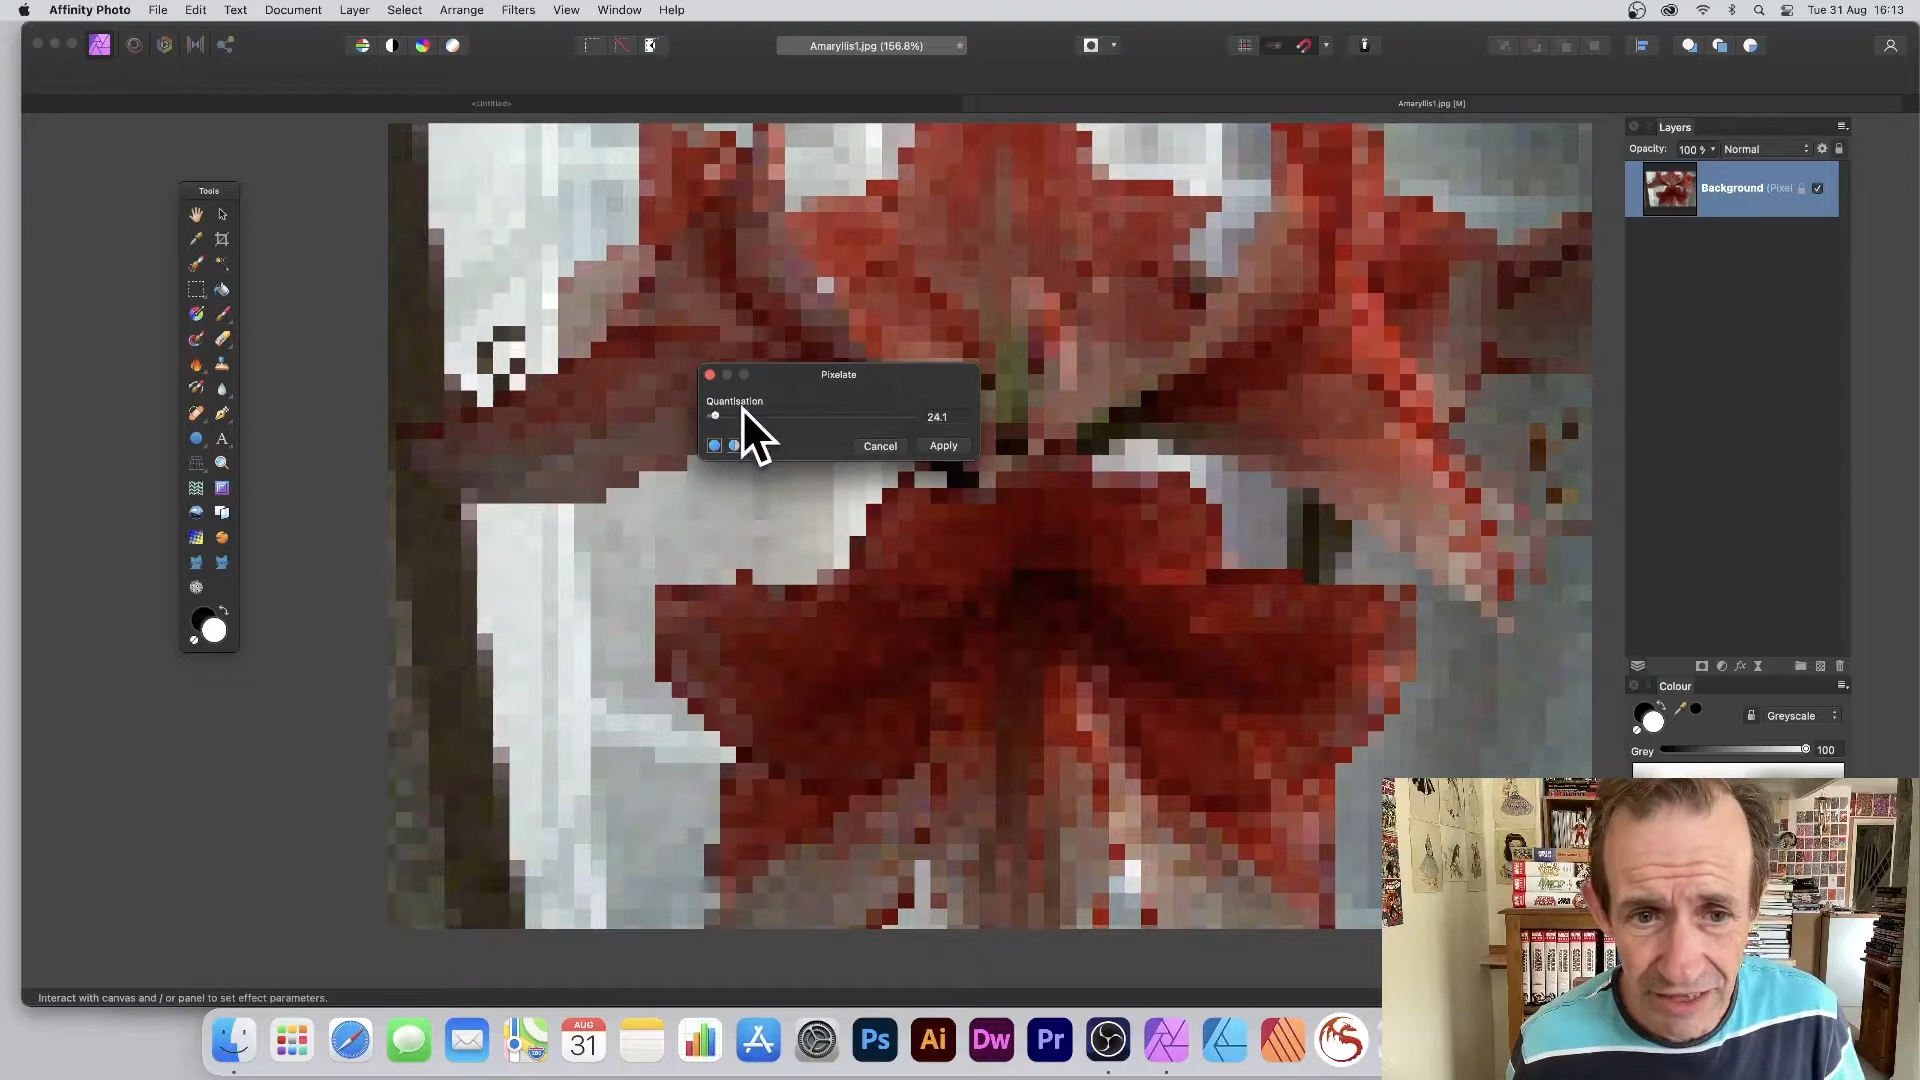 Affinity Photo File Edit Text Document Layer Select Arrange Filters View Window Help Tue 31 Aug 16:13
Amaryllis1.jpg (156.8%)
<Untitled>
Amaryllis1.jpg [M]
Tools
A
Pixelate
Quantisation
24.1
Cancel
Apply
Layers
Opacity: 100 % Normal
Background (Pixel
Colour
Greyscale
Grey 100
Interact with canvas and / or panel to set effect parameters.
AUG
31
Ps
Ai
Dw
Pr